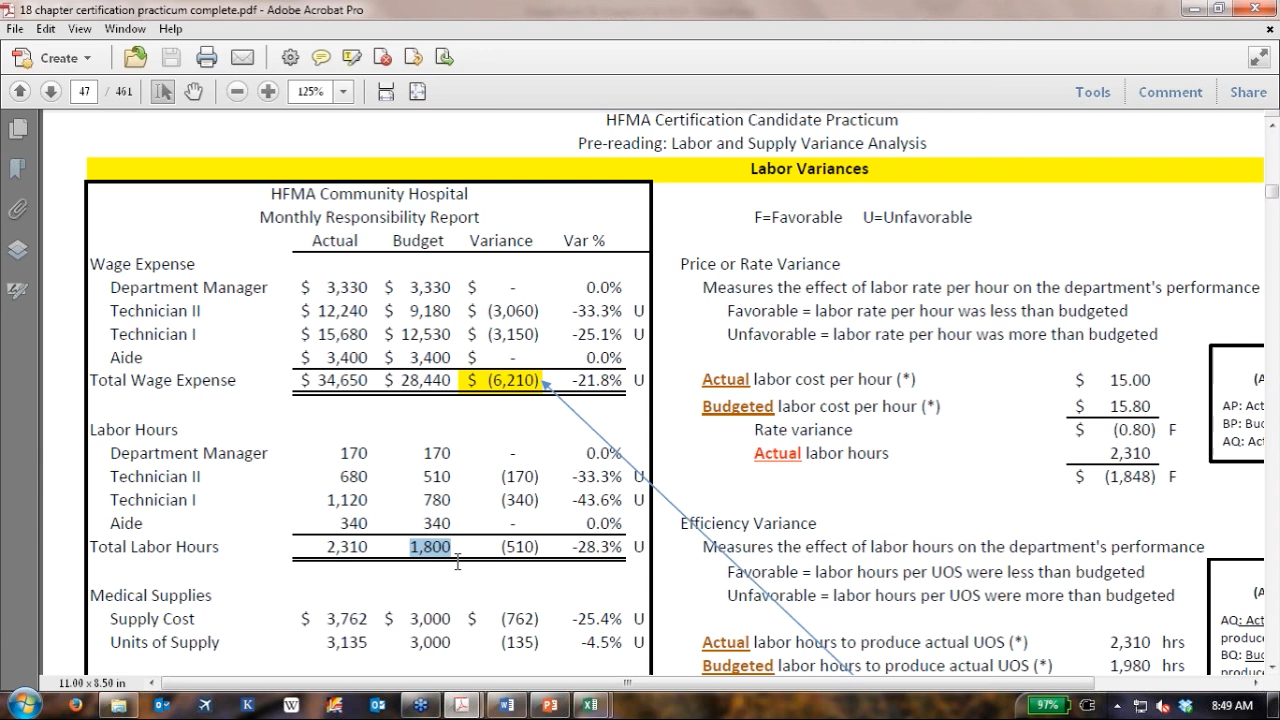 18 chapter certification practicum complete.pdf - Adobe Acrobat Pro
File Edit View Window Help
Create
47 / 461 125% Tools Comment Share
HFMA Certification Candidate Practicum
Pre-reading: Labor and Supply Variance Analysis
Labor Variances
HFMA Community Hospital
Monthly Responsibility Report
Actual Budget Variance Var %
Wage Expense
Department Manager $ 3,330 $ 3,330 $ - 0.0%
Technician II $ 12,240 $ 9,180 $ (3,060) -33.3% U
Technician I $ 15,680 $ 12,530 $ (3,150) -25.1% U
Aide $ 3,400 $ 3,400 $ - 0.0%
Total Wage Expense $ 34,650 $ 28,440 $ (6,210) -21.8% U
Labor Hours
Department Manager 170 170 - 0.0%
Technician II 680 510 (170) -33.3% U
Technician I 1,120 780 (340) -43.6% U
Aide 340 340 - 0.0%
Total Labor Hours 2,310 1,800 (510) -28.3% U
Medical Supplies
Supply Cost $ 3,762 $ 3,000 $ (762) -25.4% U
Units of Supply 3,135 3,000 (135) -4.5% U
F=Favorable U=Unfavorable
Price or Rate Variance
Measures the effect of labor rate per hour on the department's performance
Favorable = labor rate per hour was less than budgeted
Unfavorable = labor rate per hour was more than budgeted
Actual labor cost per hour (*) $ 15.00
Budgeted labor cost per hour (*) $ 15.80
Rate variance $ (0.80) F
Actual labor hours 2,310
$ (1,848) F
Efficiency Variance
Measures the effect of labor hours on the department's performance
Favorable = labor hours per UOS were less than budgeted
Unfavorable = labor hours per UOS were more than budgeted
Actual labor hours to produce actual UOS (*) 2,310 hrs
Budgeted labor hours to produce actual UOS (*) 1,980 hrs
(A
AP: Act
BP: Bud
AQ: Act
(A
AQ: Act
produce
BQ: Bud
produce
11.00 x 8.50 in
97% 8:49 AM